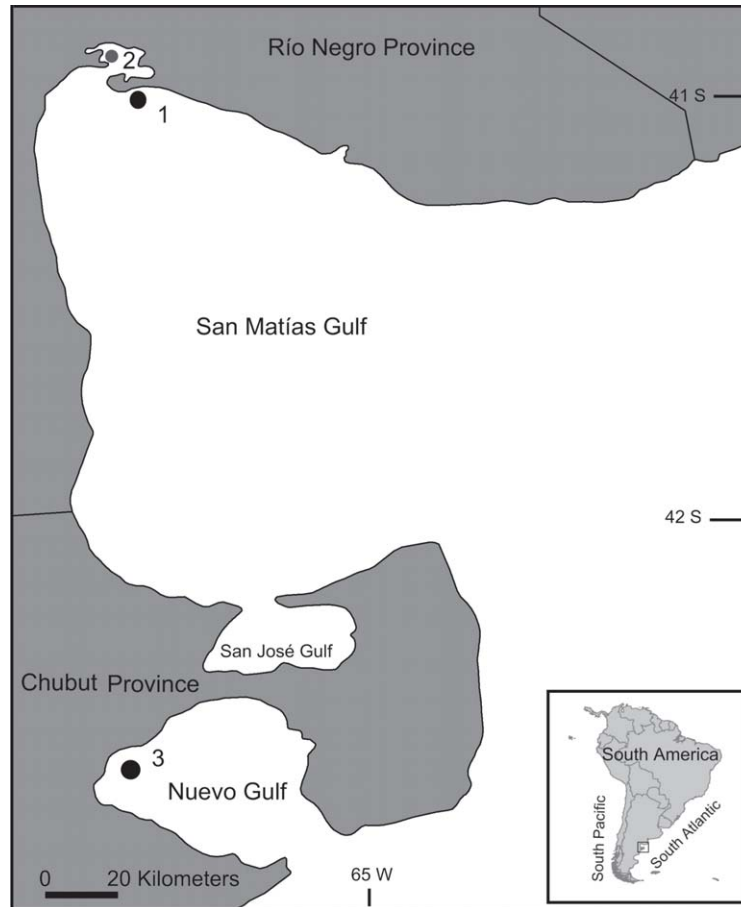 Río Negro Province
2
41 S
1
San Matías Gulf
42 S
San José Gulf
Chubut Province
3
Nuevo Gulf
South America
South Pacific
South Atlantic
0 20 Kilometers
65 W